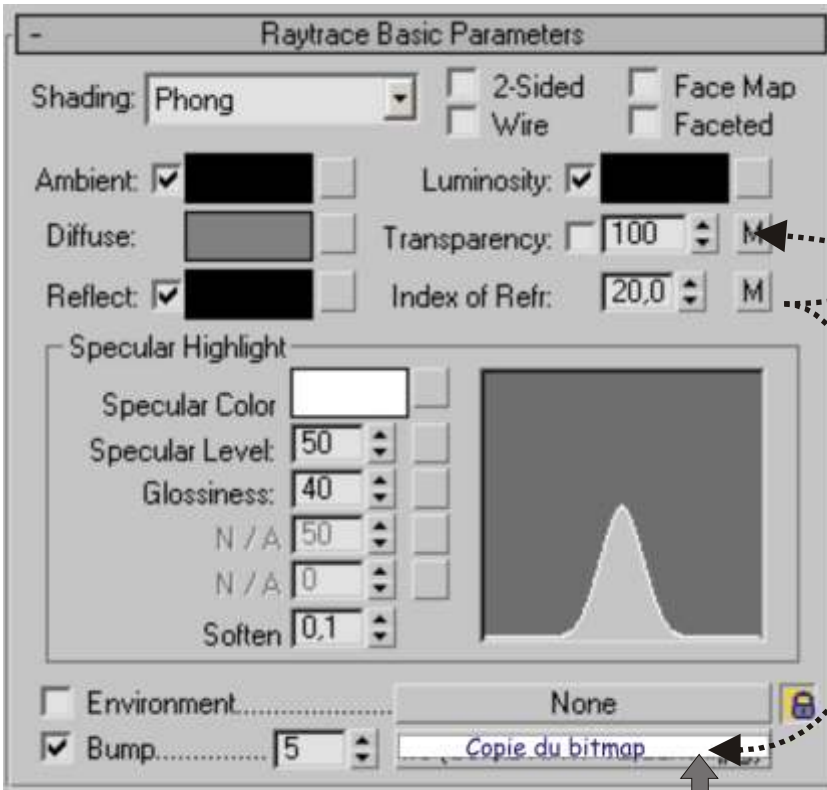 - Raytrace Basic Parameters
Shading: Phong 2-Sided Face Map
Wire Faceted
Ambient: Luminosity:
Diffuse: Transparency: 100 M
Reflect: Index of Refr: 20,0 M
Specular Highlight
Specular Color
Specular Level: 50
Glossiness: 40
N / A 50
N / A 0
Soften 0,1
Environment..................... None
Bump.............. 5 Copie du bitmap